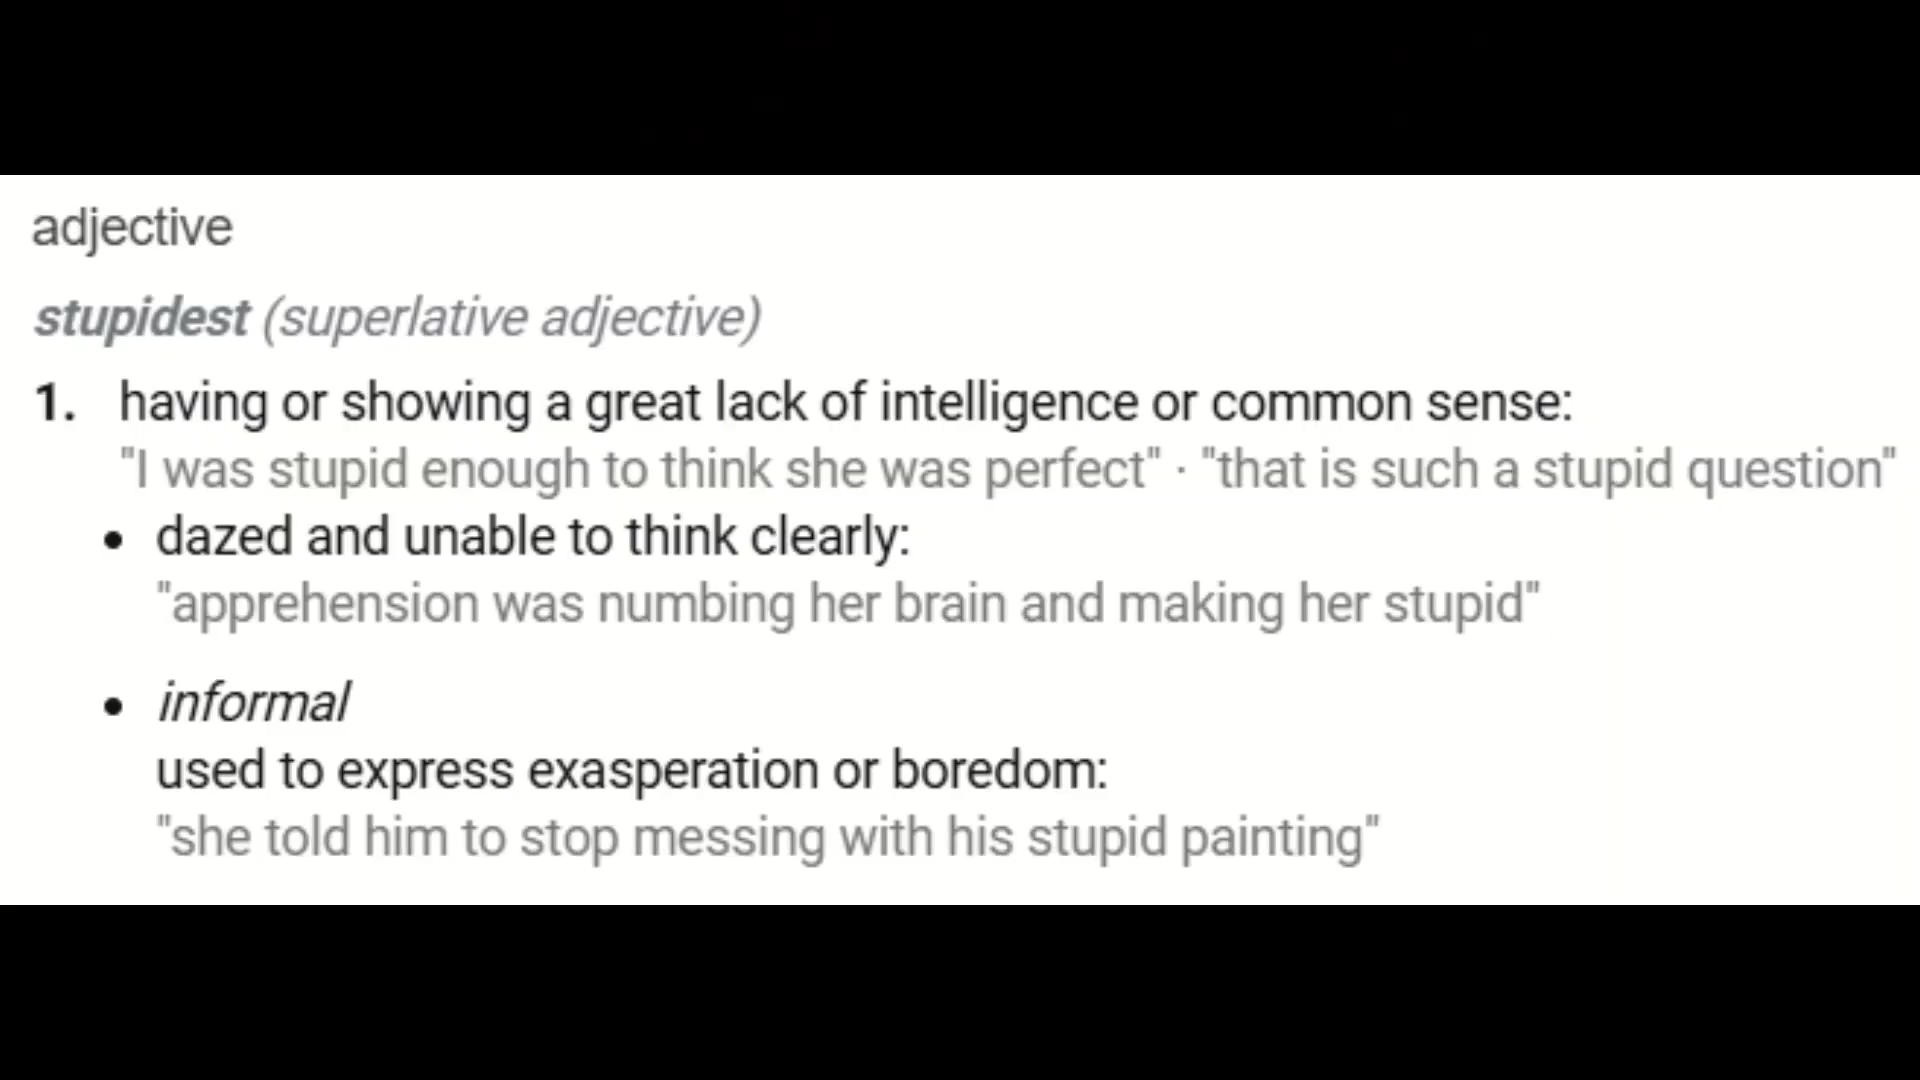 adjective
stupidest (superlative adjective)
1. having or showing a great lack of intelligence or common sense:
"I was stupid enough to think she was perfect" · "that is such a stupid question"
• dazed and unable to think clearly:
"apprehension was numbing her brain and making her stupid"
• informal
used to express exasperation or boredom:
"she told him to stop messing with his stupid painting"